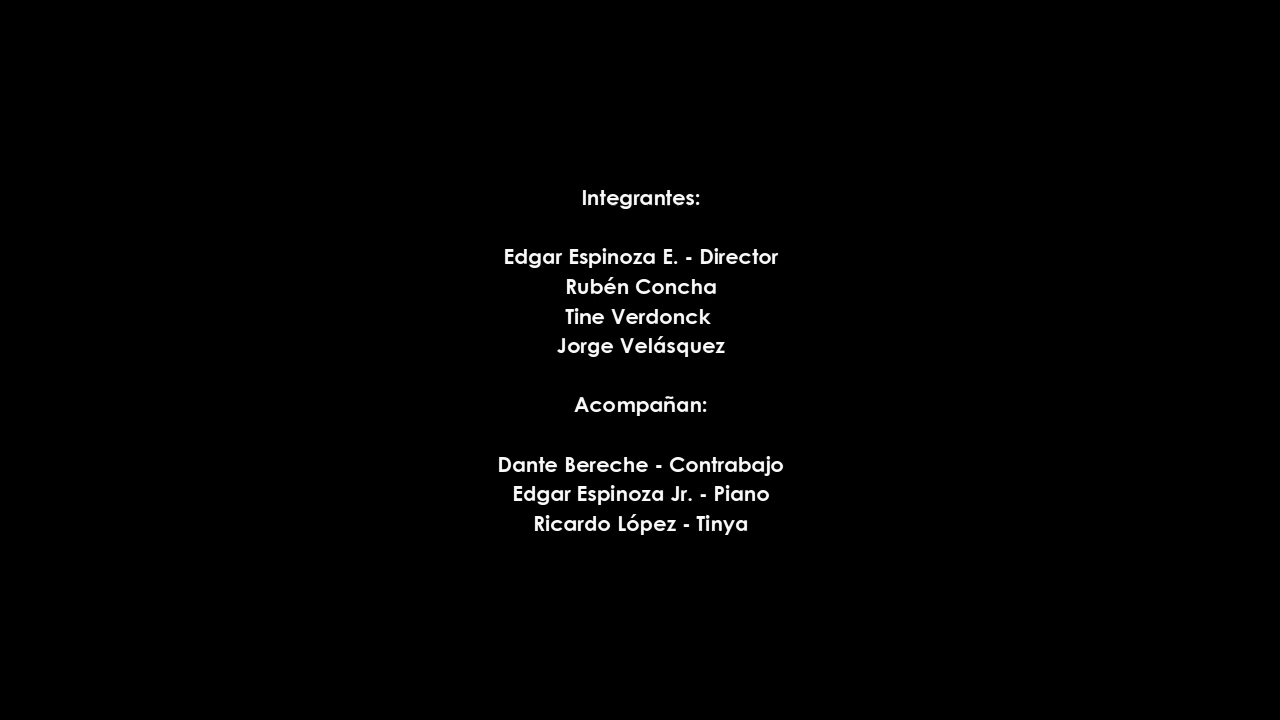 Integrantes:
Edgar Espinoza E. - Director
Rubén Concha
Tine Verdonck
Jorge Velásquez
Acompañan:
Dante Bereche - Contrabajo
Edgar Espinoza Jr. - Piano
Ricardo López - Tinya